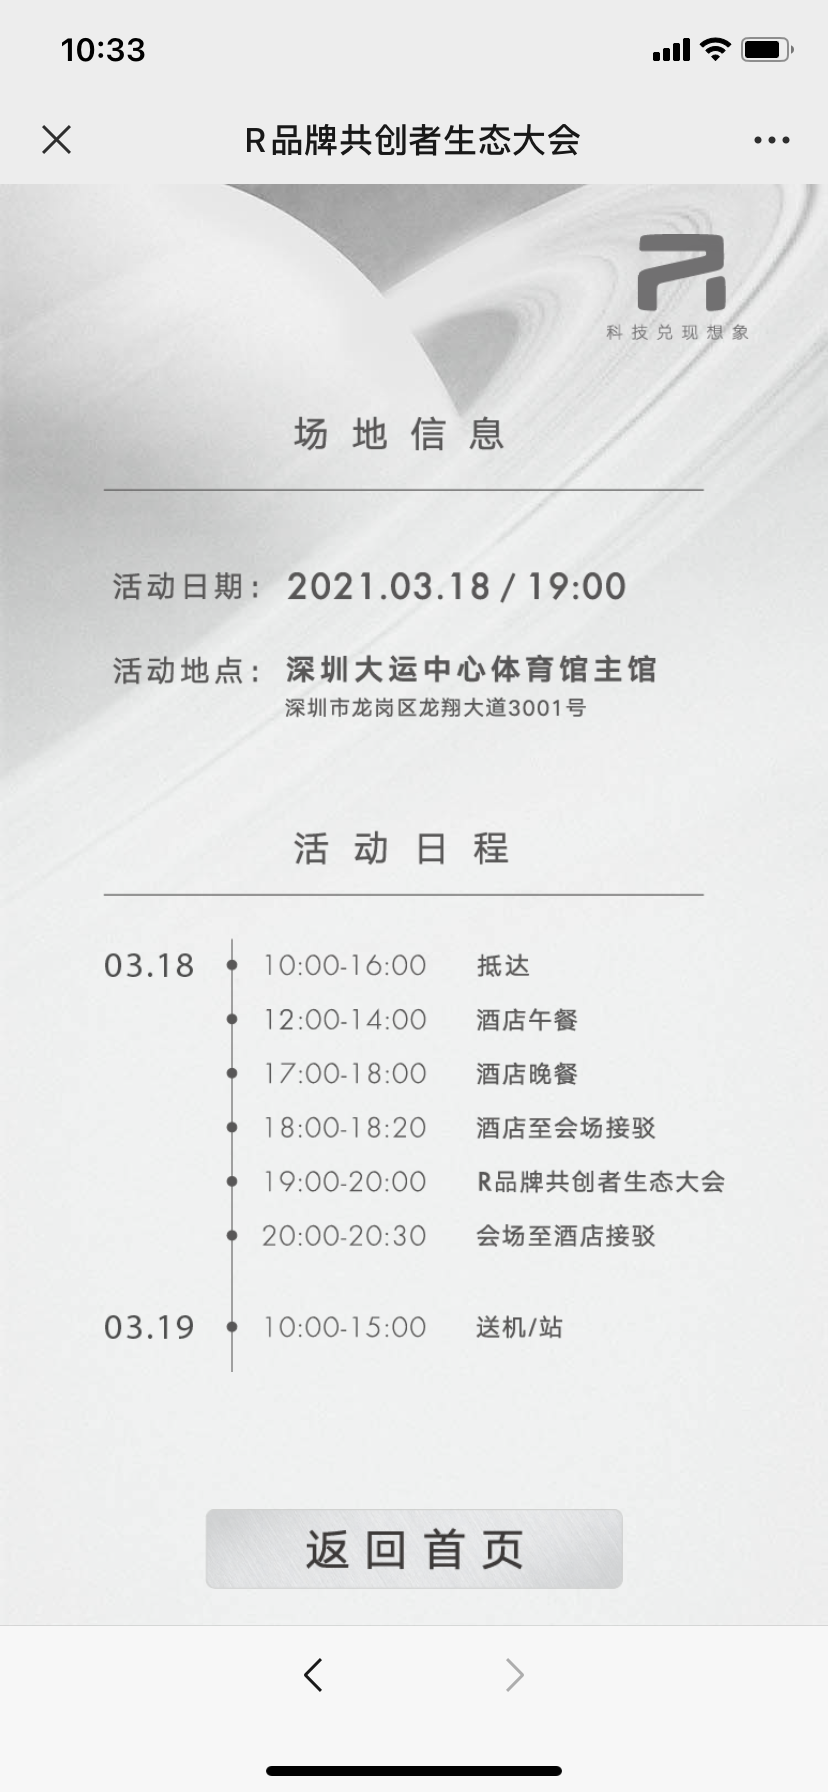 10:33
R品牌共创者生态大会
科技兑现想象
场地信息
活动日期： 2021.03.18 / 19:00
活动地点： 深圳大运中心体育馆主馆
深圳市龙岗区龙翔大道3001号
活动日程
03.18 10:00-16:00 抵达
12:00-14:00 酒店午餐
17:00-18:00 酒店晚餐
18:00-18:20 酒店至会场接驳
19:00-20:00 R品牌共创者生态大会
20:00-20:30 会场至酒店接驳
03.19 10:00-15:00 送机/站
返回首页